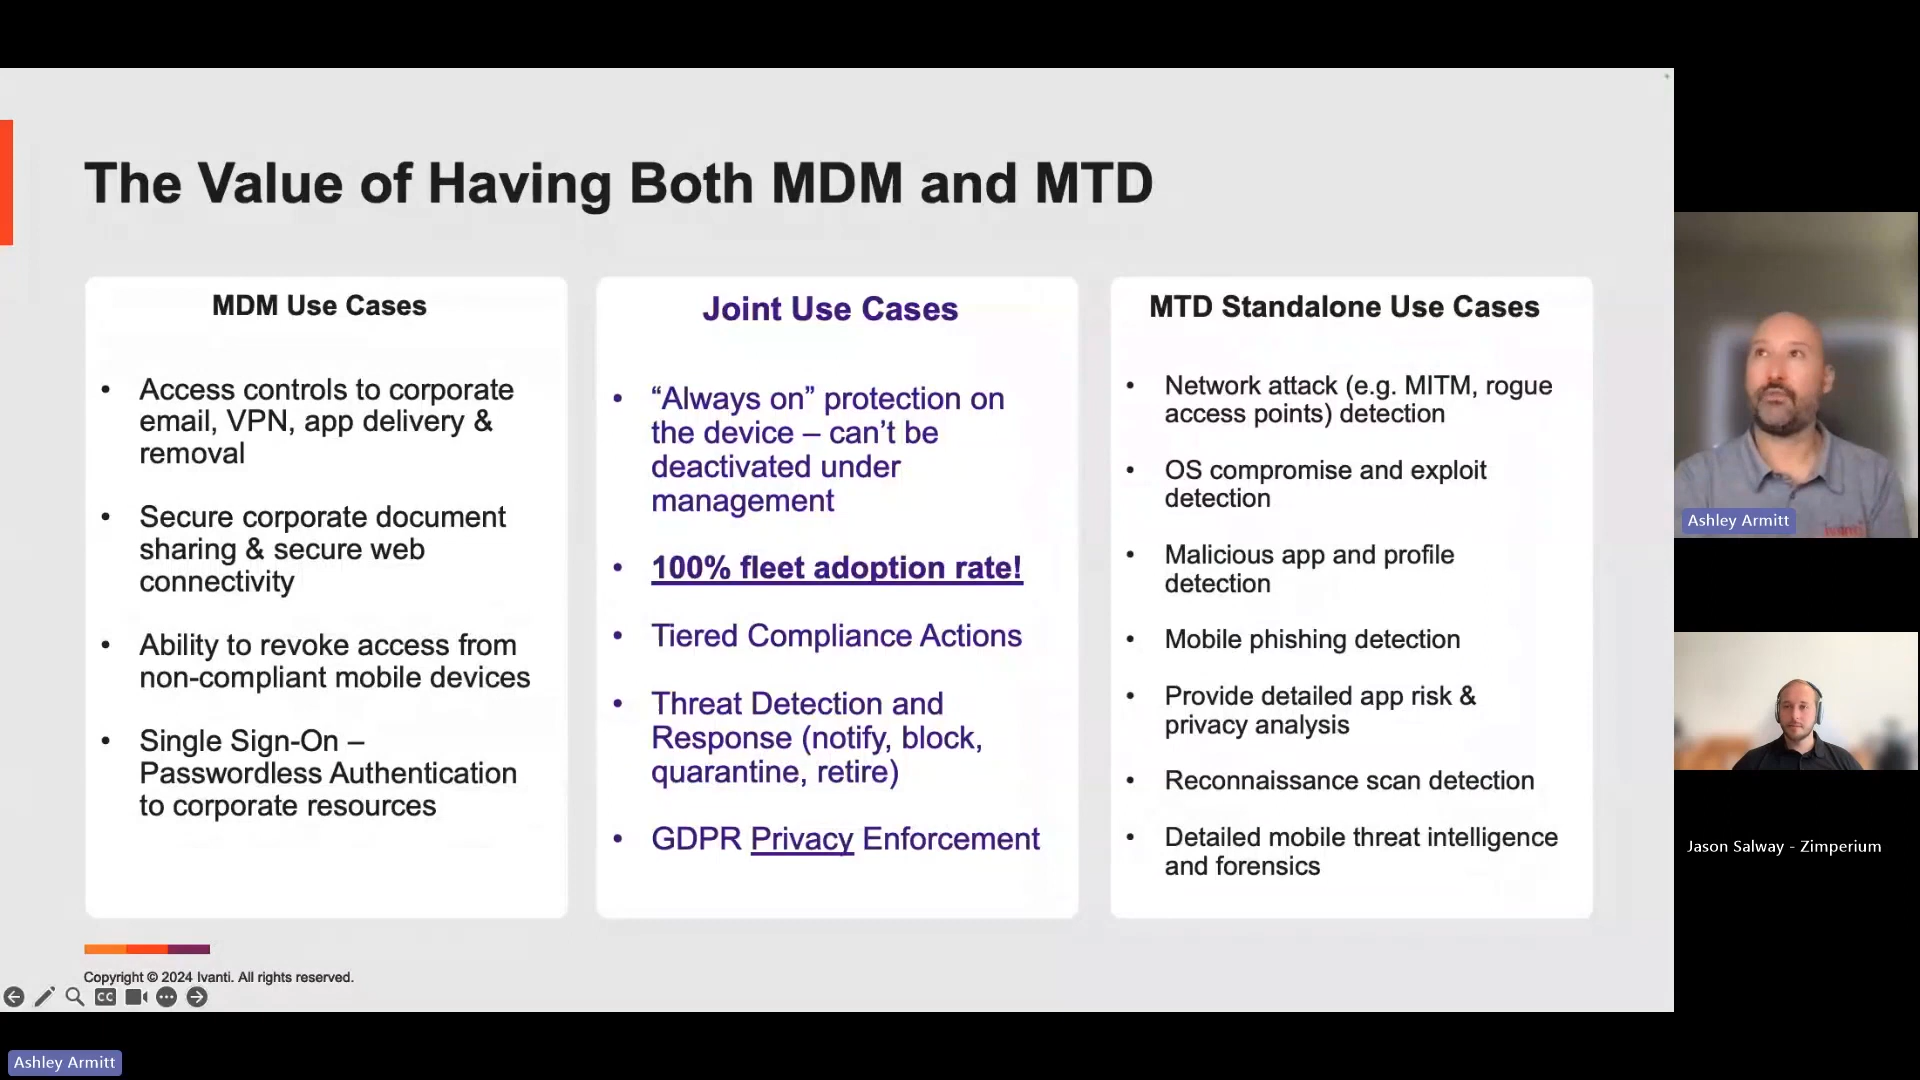 The Value of Having Both MDM and MTD
MDM Use Cases
• Access controls to corporate
email, VPN, app delivery &
removal
• Secure corporate document
sharing & secure web
connectivity
• Ability to revoke access from
non-compliant mobile devices
• Single Sign-On –
Passwordless Authentication
to corporate resources
Joint Use Cases
• “Always on” protection on
the device – can’t be
deactivated under
management
• 100% fleet adoption rate!
• Tiered Compliance Actions
• Threat Detection and
Response (notify, block,
quarantine, retire)
• GDPR Privacy Enforcement
MTD Standalone Use Cases
• Network attack (e.g. MITM, rogue
access points) detection
• OS compromise and exploit
detection
• Malicious app and profile
detection
• Mobile phishing detection
• Provide detailed app risk &
privacy analysis
• Reconnaissance scan detection
• Detailed mobile threat intelligence
and forensics
Copyright © 2024 Ivanti. All rights reserved.
CC
Ashley Armitt
ivanti
Jason Salway - Zimperium
Ashley Armitt